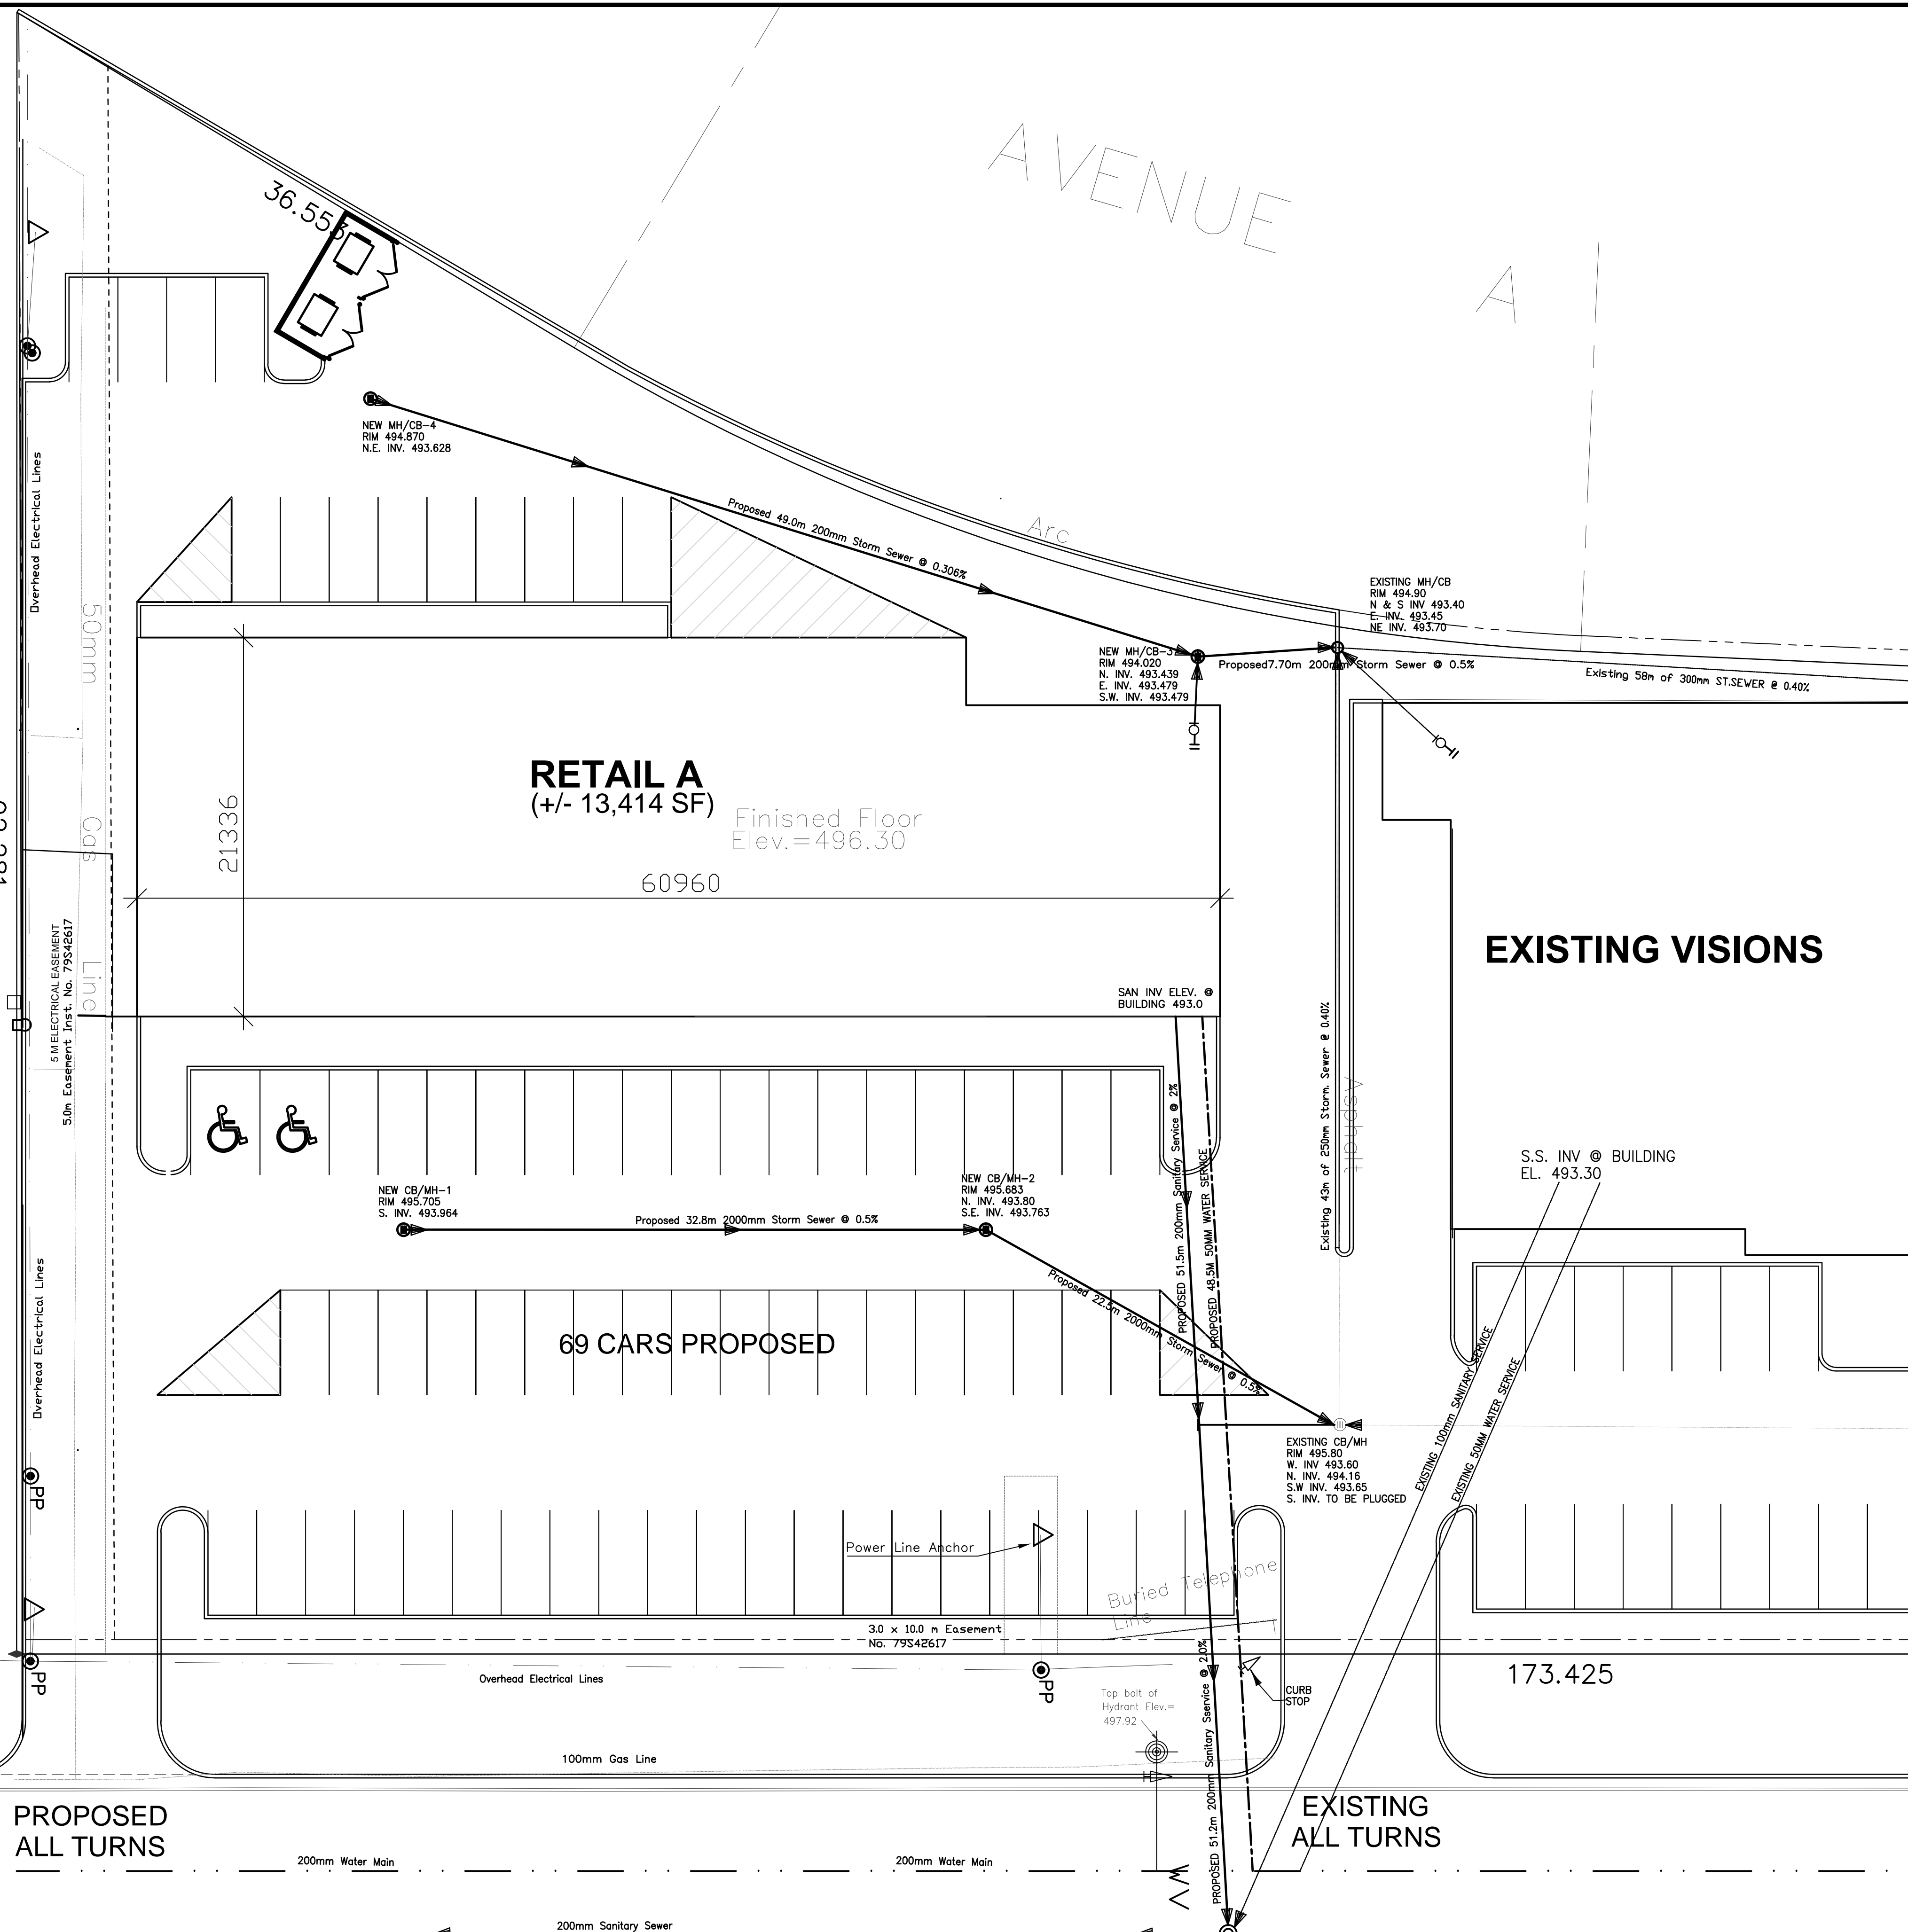 AVENUE A
36.553
NEW MH/CB-4
RIM 494.870
N.E. INV. 493.628
Overhead Electrical Lines
50mm Gas Line
Proposed 49.0m 200mm Storm Sewer @ 0.306%
Arc
EXISTING MH/CB
RIM 494.90
N & S INV 493.40
E. INV. 493.45
NE INV. 493.70
NEW MH/CB-3
RIM 494.020
N. INV. 493.439
E. INV. 493.479
S.W. INV. 493.479
Proposed7.70m 200mm Storm Sewer @ 0.5%
Existing 58m of 300mm ST.SEWER @ 0.40%
RETAIL A
(+/- 13,414 SF)
Finished Floor
Elev.=496.30
21336
60960
5 M ELECTRICAL EASEMENT
5.0m Easement Inst. No. 79S42617
EXISTING VISIONS
SAN INV ELEV. @
BUILDING 493.0
Existing 43m of 250mm Storm. Sewer @ 0.40%
Asphalt
PROPOSED 51.5m 200mm Sanitary Service @ 2%
PROPOSED 48.5M 50MM WATER SERVICE
S.S. INV @ BUILDING
EL. 493.30
NEW CB/MH-1
RIM 495.705
S. INV. 493.964
NEW CB/MH-2
RIM 495.683
N. INV. 493.80
S.E. INV. 493.763
Proposed 32.8m 2000mm Storm Sewer @ 0.5%
Proposed 22.5m 2000mm Storm Sewer @ 0.5%
Overhead Electrical Lines
69 CARS PROPOSED
EXISTING 100mm SANITARY SERVICE
EXISTING 50MM WATER SERVICE
EXISTING CB/MH
RIM 495.80
W. INV 493.60
N. INV. 494.16
S.W INV. 493.65
S. INV. TO BE PLUGGED
PP
Power Line Anchor
Buried Telephone
Line
3.0 x 10.0 m Easement
No. 79S42617
PP
Overhead Electrical Lines
PP
Top bolt of
Hydrant Elev.=
497.92
CURB
STOP
173.425
PROPOSED 51.2m 200mm Sanitary Sservice @ 2.0%
100mm Gas Line
PROPOSED
ALL TURNS
EXISTING
ALL TURNS
200mm Water Main
200mm Water Main
WV
200mm Sanitary Sewer